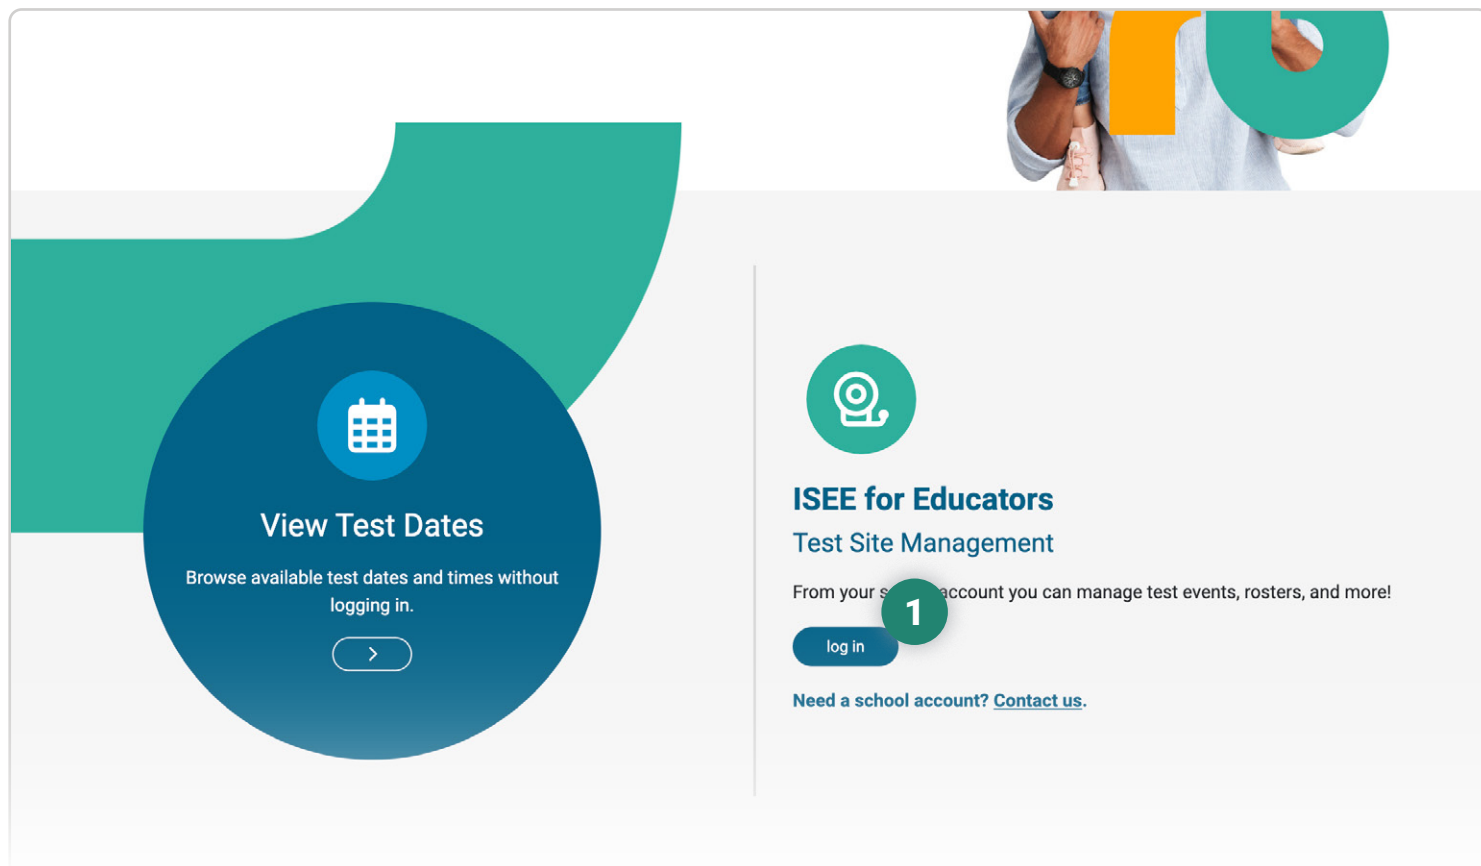 View Test Dates
Browse available test dates and times without
logging in.
ISEE for Educators
Test Site Management
From your s account you can manage test events, rosters, and more!
1
log in
Need a school account? Contact us.